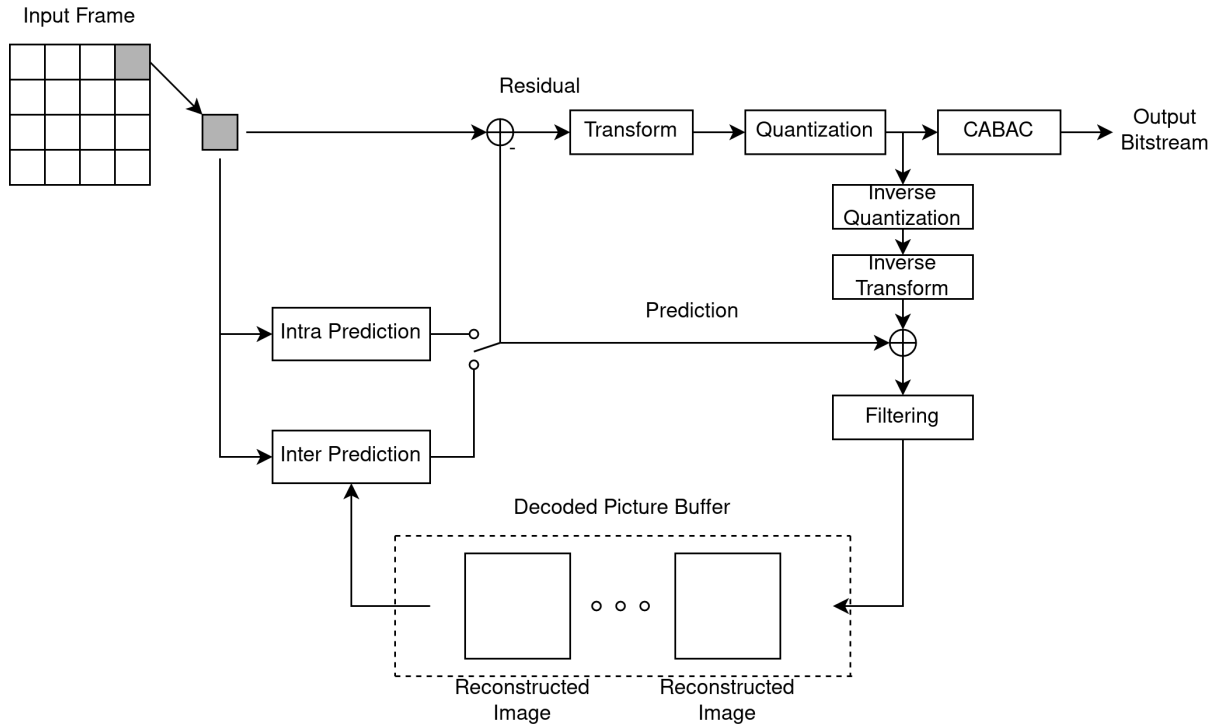 Input Frame
Residual
-
Transform
Quantization
CABAC
Output
Bitstream
Inverse
Quantization
Inverse
Transform
Prediction
Intra Prediction
Filtering
Inter Prediction
Decoded Picture Buffer
Reconstructed
Image
Reconstructed
Image